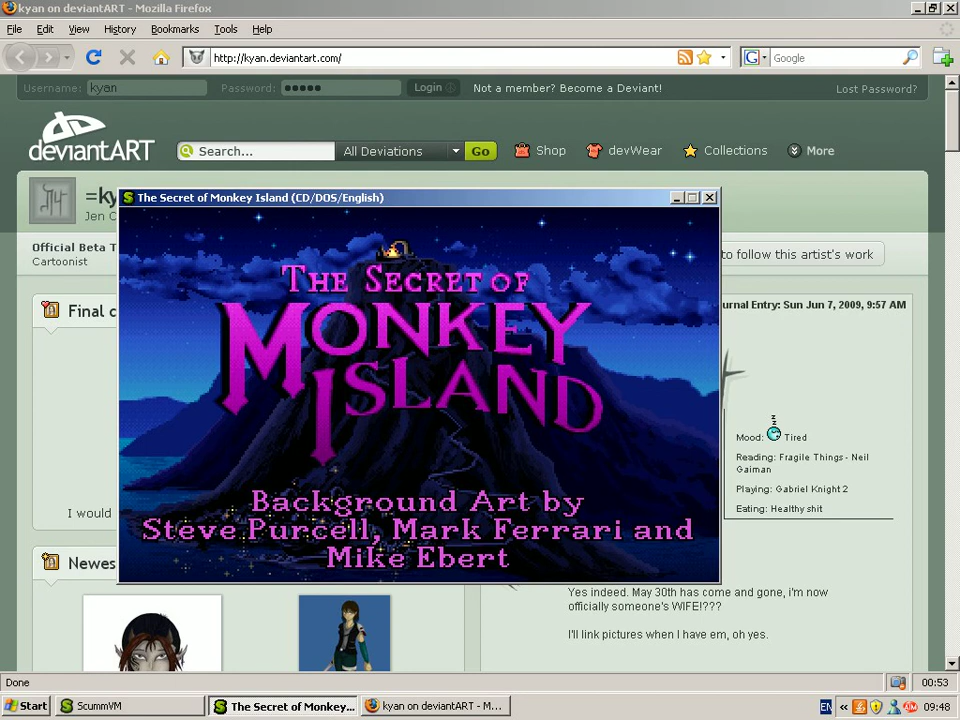 kyan on deviantART - Mozilla Firefox
File Edit View History Bookmarks Tools Help
http://kyan.deviantart.com/
Google
Username: kyan Password: ●●●●● Login Not a member? Become a Deviant! Lost Password?
deviantART
Search... All Deviations Go Shop devWear Collections More
=ky
Jen C
The Secret of Monkey Island (CD/DOS/English)
Official Beta T
Cartoonist
to follow this artist's work
Final c
urnal Entry: Sun Jun 7, 2009, 9:57 AM
THE SECRET OF
MONKEY
ISLAND
Background Art by
Steve Purcell, Mark Ferrari and
Mike Ebert
z
z
Mood: Tired
Reading: Fragile Things - Neil
Gaiman
Playing: Gabriel Knight 2
Eating: Healthy shit
I would
Newes
Yes indeed. May 30th has come and gone, i'm now
officially someone's WIFE!???
I'll link pictures when I have em, oh yes.
Done 00:53
Start ScummVM The Secret of Monkey... kyan on deviantART - M... EN « 09:48